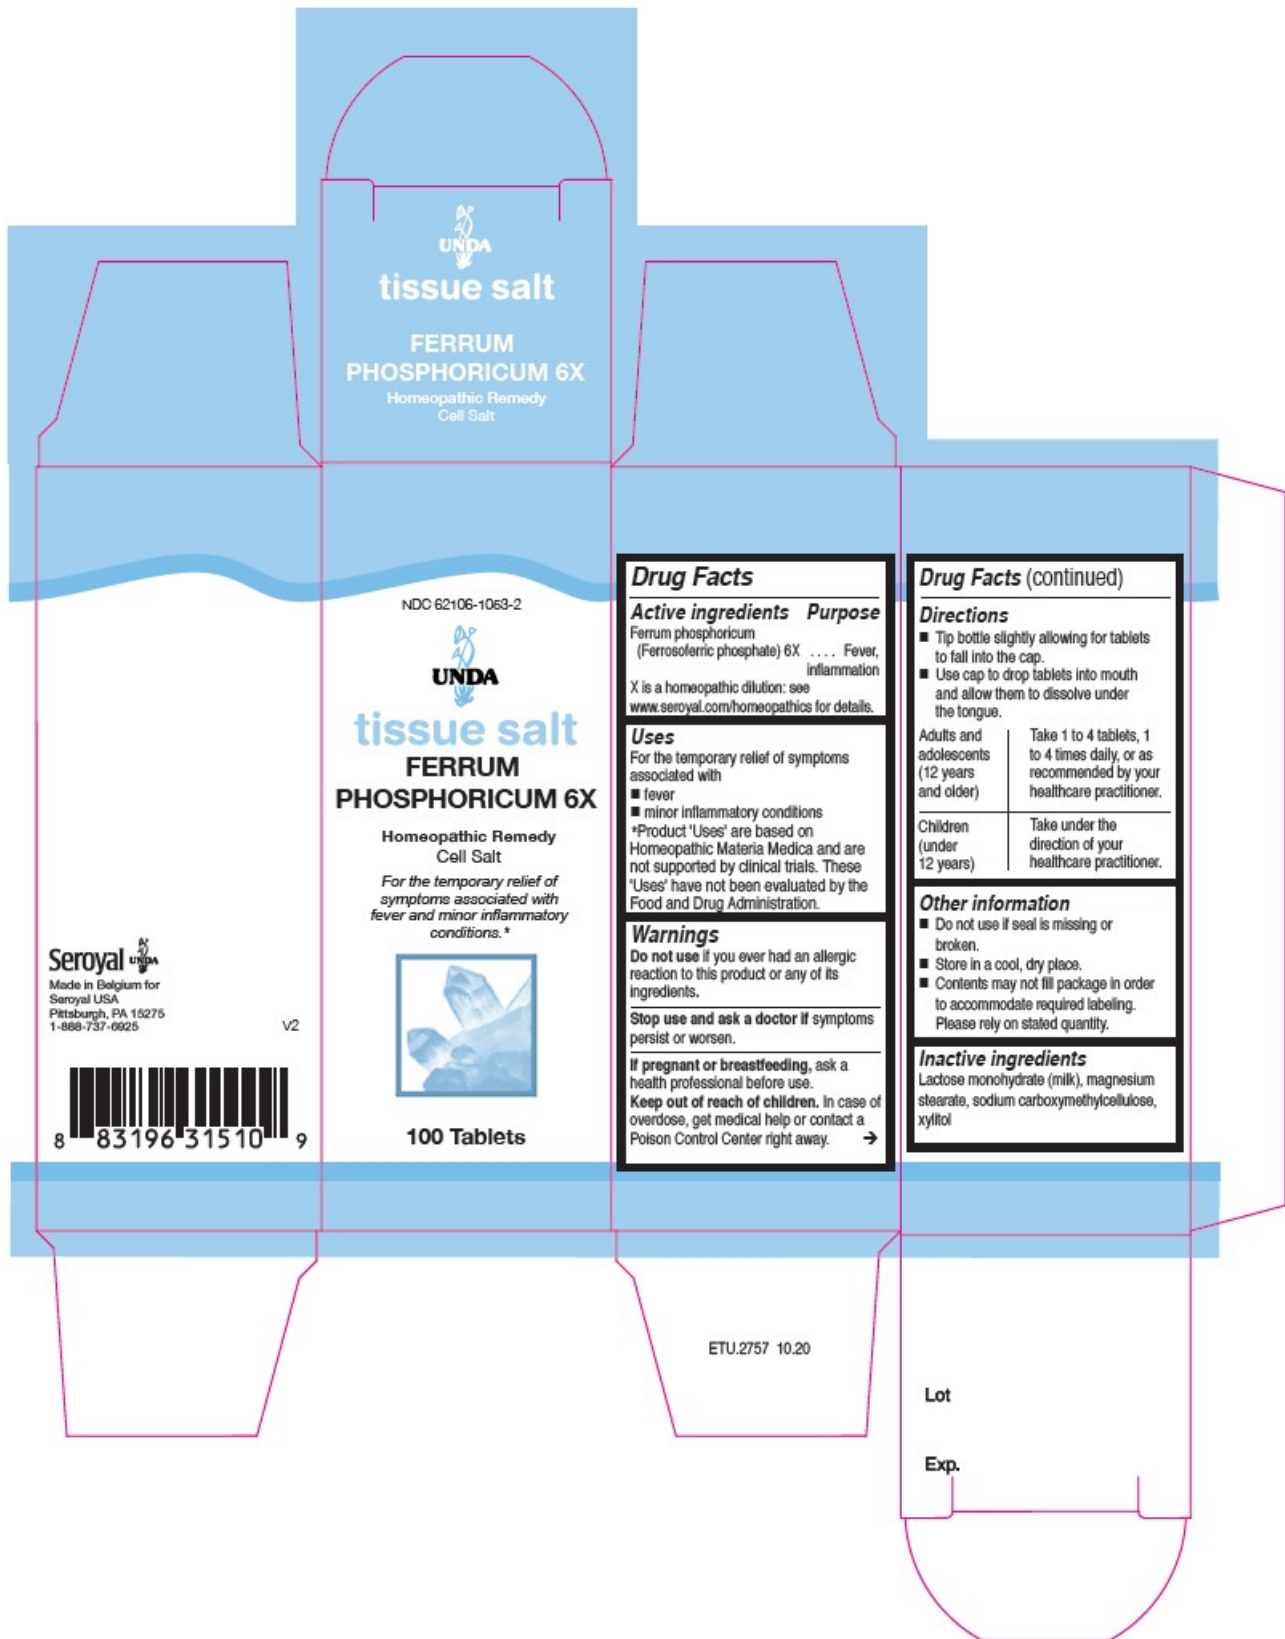 UNDA
tissue salt
FERRUM
PHOSPHORICUM 6X
Homeopathic Remedy
Cell Salt
Seroyal UNDA
Made in Belgium for
Seroyal USA
Pittsburgh, PA 15275
1-888-737-6925
V2
8 83196 31510 9
NDC 62106-1053-2
UNDA
tissue salt
FERRUM
PHOSPHORICUM 6X
Homeopathic Remedy
Cell Salt
For the temporary relief of
symptoms associated with
fever and minor inflammatory
conditions.*
100 Tablets
Drug Facts
Active ingredients Purpose
Ferrum phosphoricum
(Ferrosoferric phosphate) 6X .... Fever,
inflammation
X is a homeopathic dilution: see
www.seroyal.com/homeopathics for details.
Uses
For the temporary relief of symptoms
associated with
■ fever
■ minor inflammatory conditions
*Product 'Uses' are based on
Homeopathic Materia Medica and are
not supported by clinical trials. These
'Uses' have not been evaluated by the
Food and Drug Administration.
Warnings
Do not use if you ever had an allergic
reaction to this product or any of its
ingredients.
Stop use and ask a doctor if symptoms
persist or worsen.
If pregnant or breastfeeding, ask a
health professional before use.
Keep out of reach of children. In case of
overdose, get medical help or contact a
Poison Control Center right away. →
Drug Facts (continued)
Directions
■ Tip bottle slightly allowing for tablets
to fall into the cap.
■ Use cap to drop tablets into mouth
and allow them to dissolve under
the tongue.
Adults and Take 1 to 4 tablets, 1
adolescents to 4 times daily, or as
(12 years recommended by your
and older) healthcare practitioner.
Children Take under the
(under direction of your
12 years) healthcare practitioner.
Other information
■ Do not use if seal is missing or
broken.
■ Store in a cool, dry place.
■ Contents may not fill package in order
to accommodate required labeling.
Please rely on stated quantity.
Inactive ingredients
Lactose monohydrate (milk), magnesium
stearate, sodium carboxymethylcellulose,
xylitol
ETU.2757 10.20
Lot
Exp.